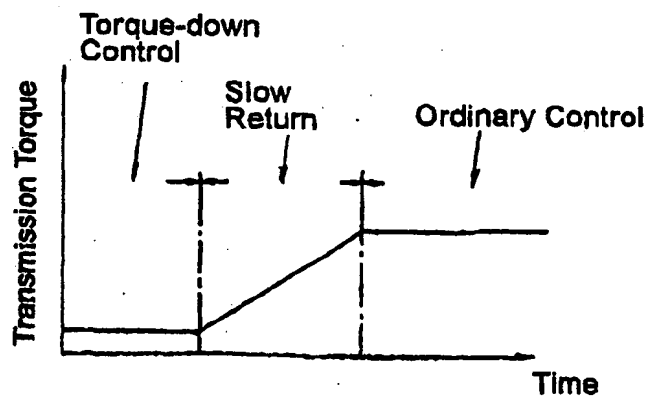 Torque-down
Control
Slow
Return
Ordinary Control
Transmission Torque
Time